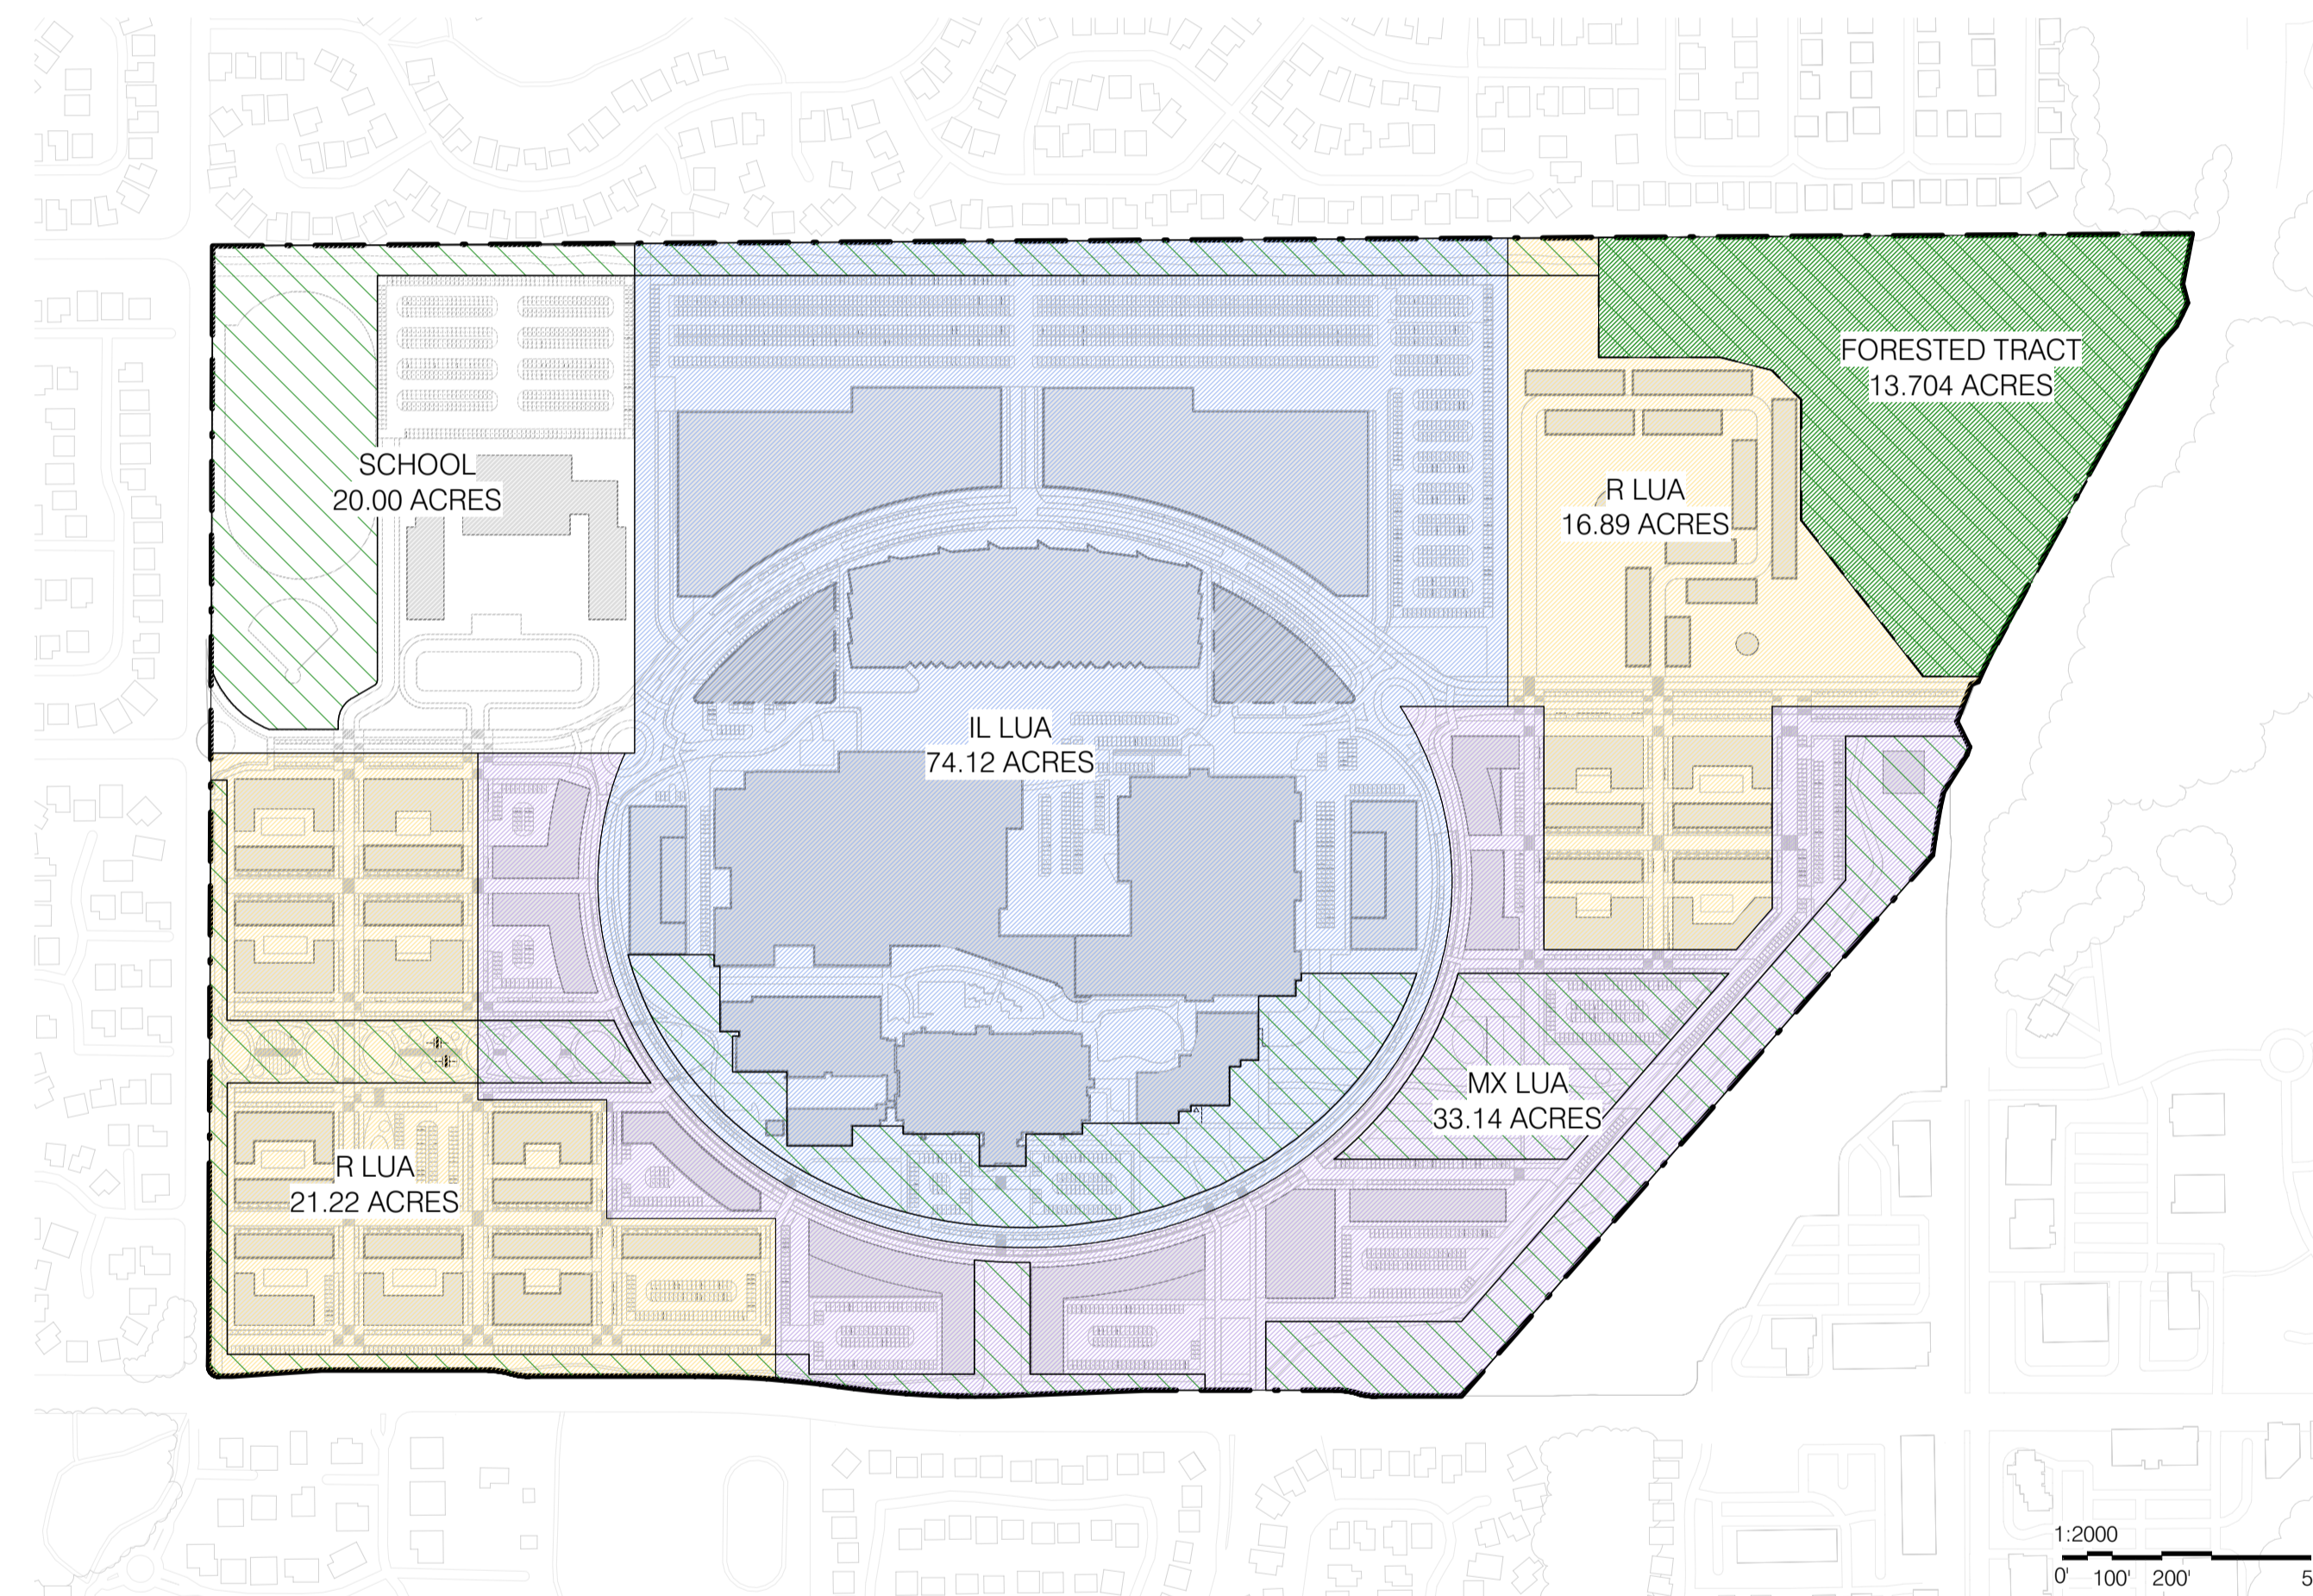 FORESTED TRACT
13.704 ACRES
SCHOOL
20.00 ACRES
R LUA
16.89 ACRES
IL LUA
74.12 ACRES
MX LUA
33.14 ACRES
R LUA
21.22 ACRES
1:2000
0' 100' 200' 5